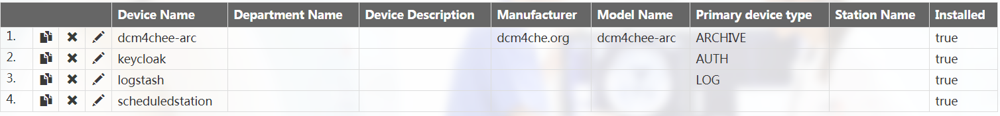 Device Name Department Name Device Description Manufacturer Model Name Primary device type Station Name Installed
1. dcm4chee-arc dcm4che.org dcm4chee-arc ARCHIVE true
2. keycloak AUTH true
3. logstash LOG true
4. scheduledstation true